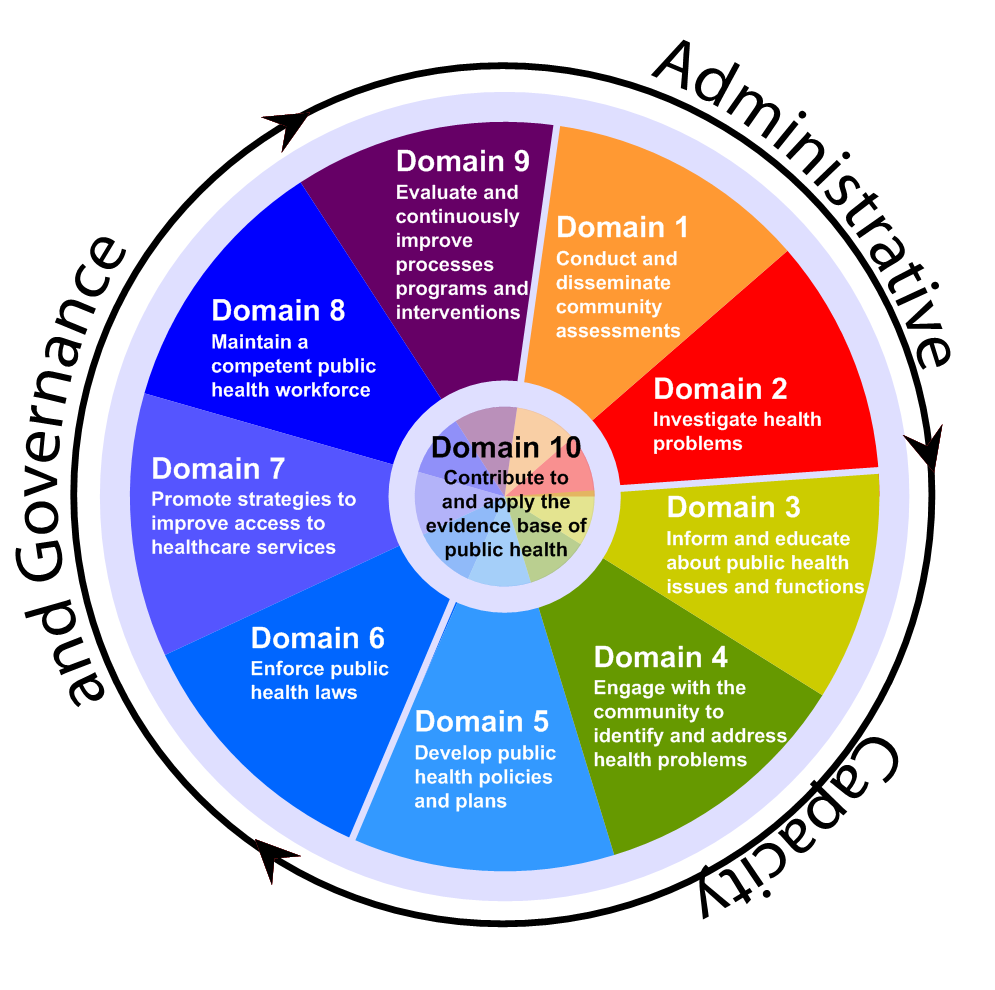 Administrative
Capacity
and Governance
Domain 1
Conduct and
disseminate
community
assessments
Domain 2
Investigate health
problems
Domain 3
Inform and educate
about public health
issues and functions
Domain 4
Engage with the
community to
identify and address
health problems
Domain 5
Develop public
health policies
and plans
Domain 6
Enforce public
health laws
Domain 7
Promote strategies to
improve access to
healthcare services
Domain 8
Maintain a
competent public
health workforce
Domain 9
Evaluate and
continuously
improve
processes
programs and
interventions
Domain 10
Contribute to
and apply the
evidence base of
public health